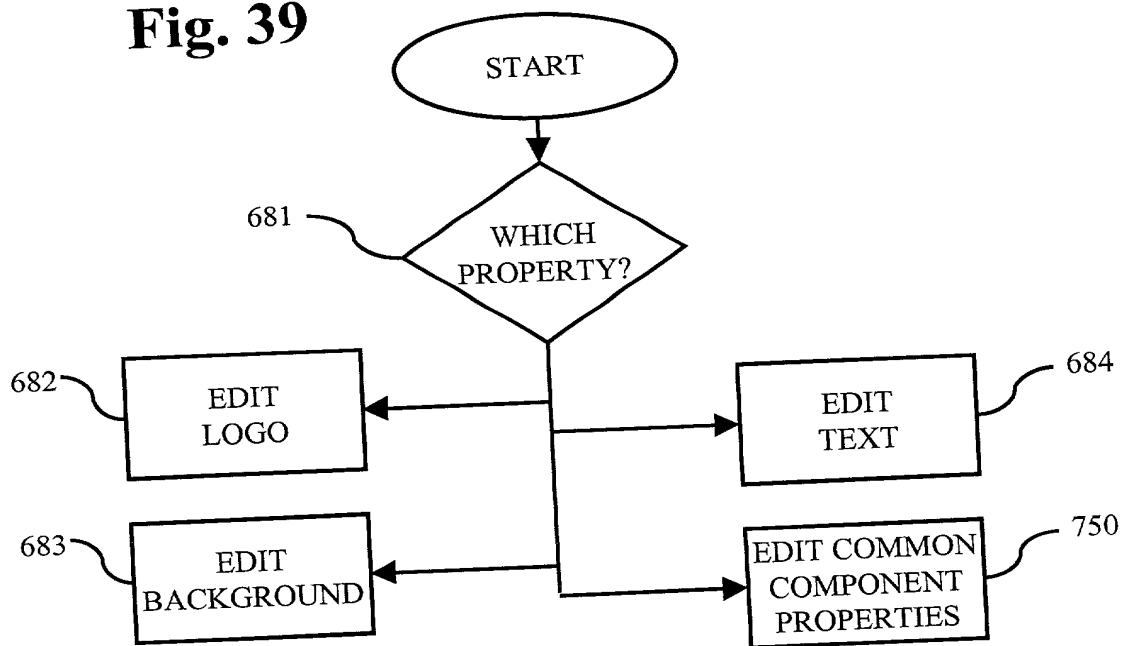 Fig. 39
START
681
WHICH
PROPERTY?
682
EDIT
LOGO
684
EDIT
TEXT
683
EDIT
BACKGROUND
750
EDIT COMMON
COMPONENT
PROPERTIES